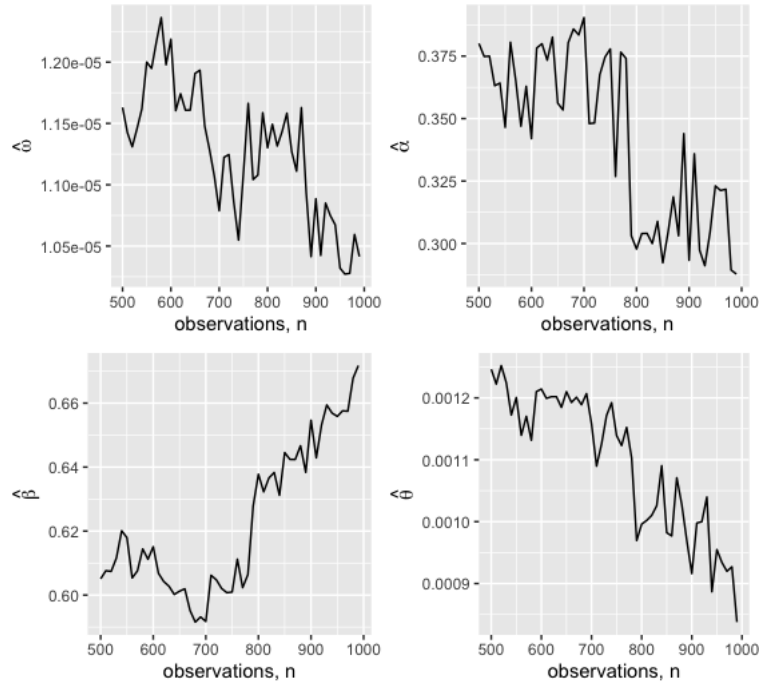 1.20e-05
1.15e-05
1.10e-05
1.05e-05
ω̂
500 600 700 800 900 1000
observations, n
0.375
0.350
0.325
0.300
α̂
500 600 700 800 900 1000
observations, n
0.66
0.64
0.62
0.60
β̂
500 600 700 800 900 1000
observations, n
0.0012
0.0011
0.0010
0.0009
θ̂
500 600 700 800 900 1000
observations, n